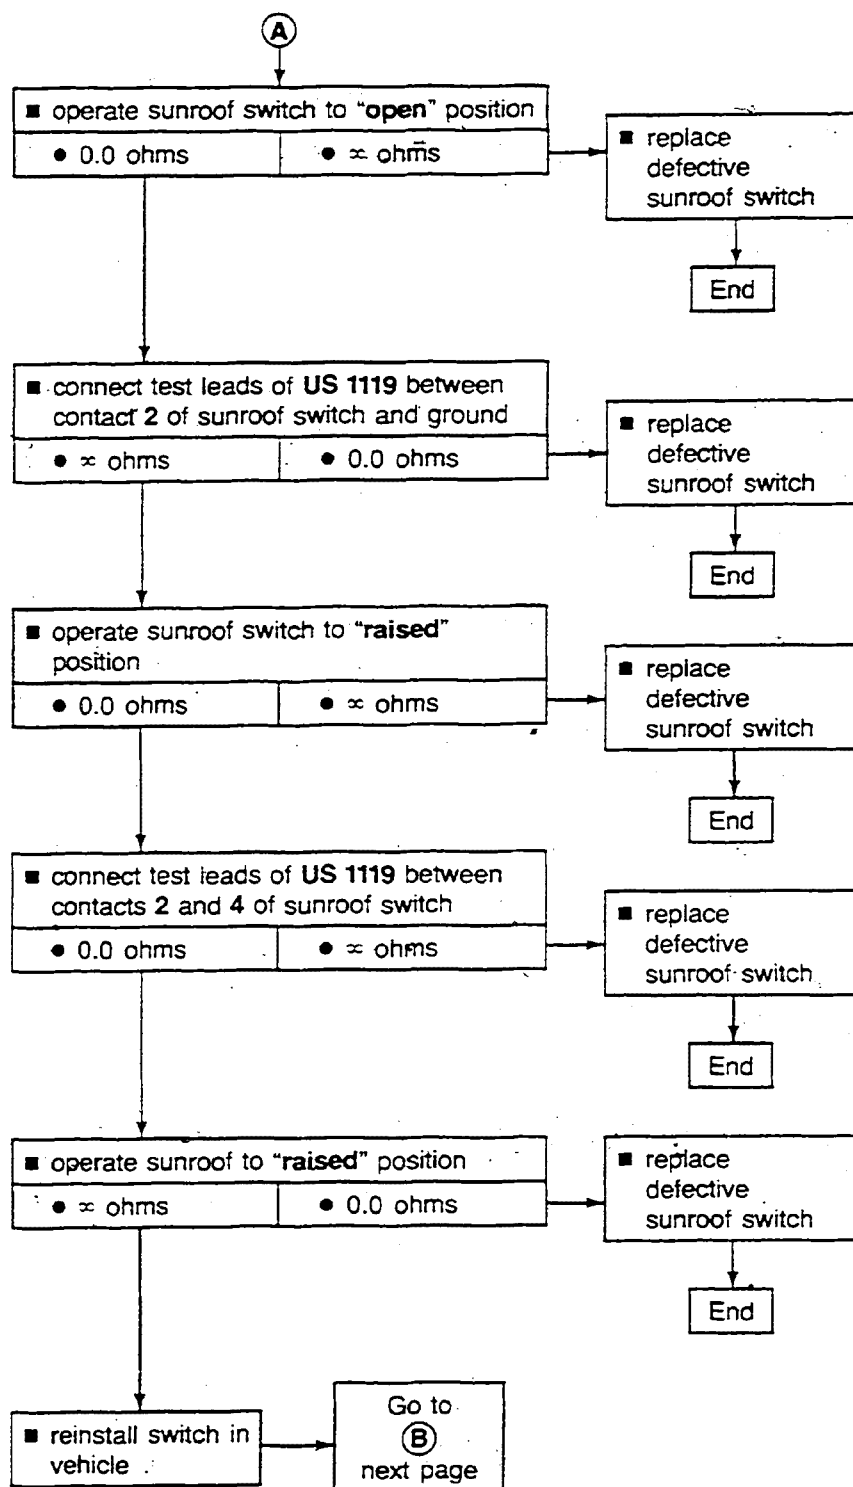 A
■ operate sunroof switch to “open” position
● 0.0 ohms
● ∝ ohms
■ replace
defective
sunroof switch
End
■ connect test leads of US 1119 between
contact 2 of sunroof switch and ground
● ∝ ohms
● 0.0 ohms
■ replace
defective
sunroof switch
End
■ operate sunroof switch to “raised”
position
● 0.0 ohms
● ∝ ohms
■ replace
defective
sunroof switch
End
■ connect test leads of US 1119 between
contacts 2 and 4 of sunroof switch
● 0.0 ohms
● ∝ ohms
■ replace
defective
sunroof switch
End
■ operate sunroof to “raised” position
● ∝ ohms
● 0.0 ohms
■ replace
defective
sunroof switch
End
■ reinstall switch in
vehicle
Go to
B
next page